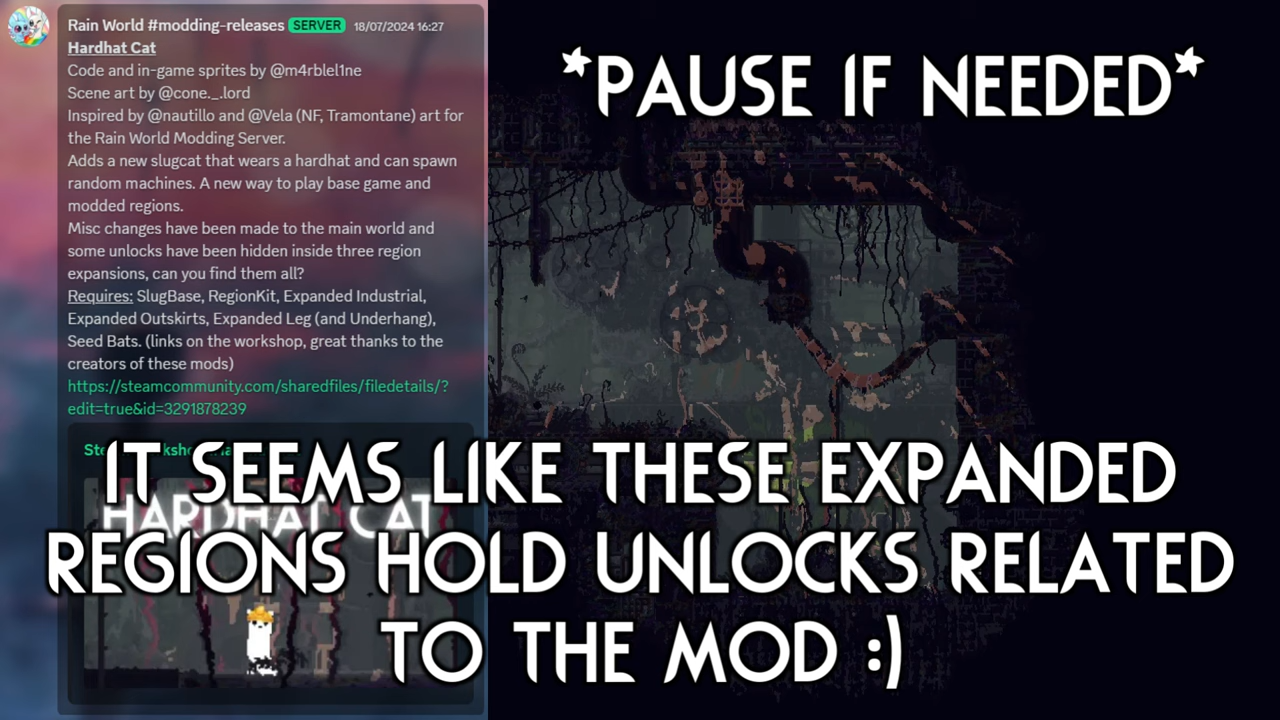 Rain World #modding-releases SERVER 18/07/2024 16:27
Hardhat Cat
Code and in-game sprites by @m4rblel1ne
Scene art by @cone._.lord
Inspired by @nautillo and @Vela (NF, Tramontane) art for
the Rain World Modding Server.
Adds a new slugcat that wears a hardhat and can spawn
random machines. A new way to play base game and
modded regions.
Misc changes have been made to the main world and
some unlocks have been hidden inside three region
expansions, can you find them all?
Requires: SlugBase, RegionKit, Expanded Industrial,
Expanded Outskirts, Expanded Leg (and Underhang),
Seed Bats. (links on the workshop, great thanks to the
creators of these mods)
https://steamcommunity.com/sharedfiles/filedetails/?
edit=true&id=3291878239
*PAUSE IF NEEDED*
IT SEEMS LIKE THESE EXPANDED
HARDHAT CAT
REGIONS HOLD UNLOCKS RELATED
TO THE MOD :)